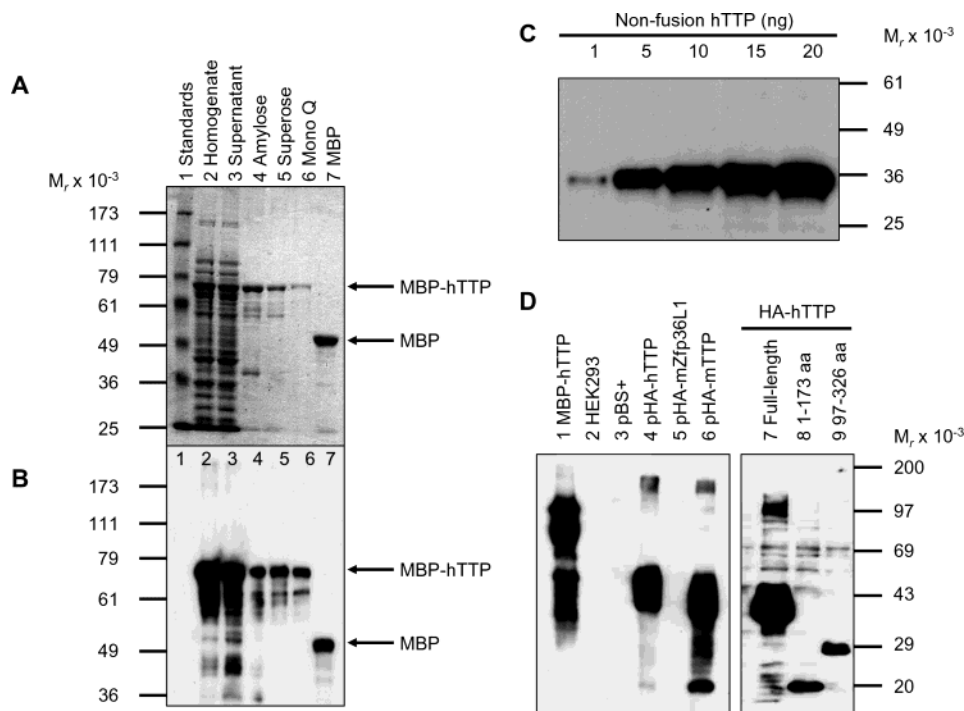 A
1 Standards
2 Homogenate
3 Supernatant
4 Amylose
5 Superose
6 Mono Q
7 MBP
Mr x 10-3
173
111
79
61
49
36
25
MBP-hTTP
MBP
B
1 2 3 4 5 6 7
173
111
79
61
49
36
MBP-hTTP
MBP
C
Non-fusion hTTP (ng)
1 5 10 15 20
Mr x 10-3
61
49
36
25
D
1 MBP-hTTP
2 HEK293
3 pBS+
4 pHA-hTTP
5 pHA-mZfp36L1
6 pHA-mTTP
HA-hTTP
7 Full-length
8 1-173 aa
9 97-326 aa
Mr x 10-3
200
97
69
43
29
20